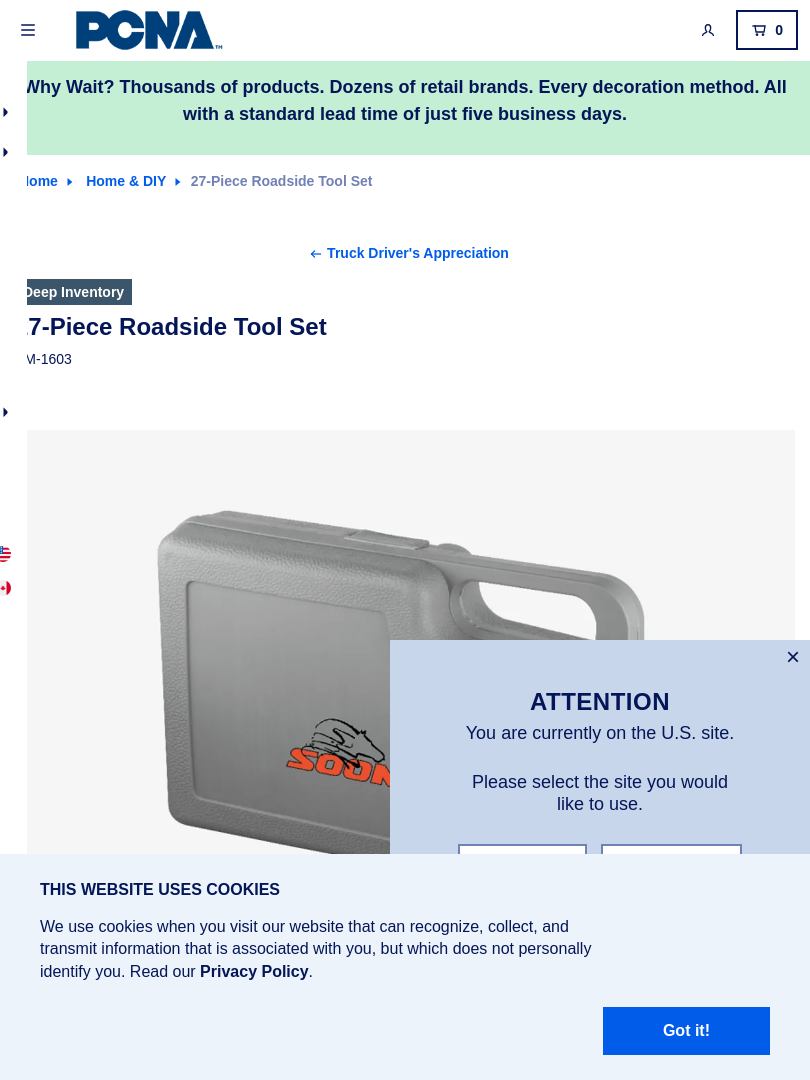 PCNA™
0
Why Wait? Thousands of products. Dozens of retail brands. Every decoration method. All
with a standard lead time of just five business days.
Home & DIY
27-Piece Roadside Tool Set
Truck Driver's Appreciation
Deep Inventory
27-Piece Roadside Tool Set
M-1603
SOON
ATTENTION
You are currently on the U.S. site.
Please select the site you would
like to use.
THIS WEBSITE USES COOKIES
We use cookies when you visit our website that can recognize, collect, and
transmit information that is associated with you, but which does not personally
identify you. Read our Privacy Policy.
Got it!